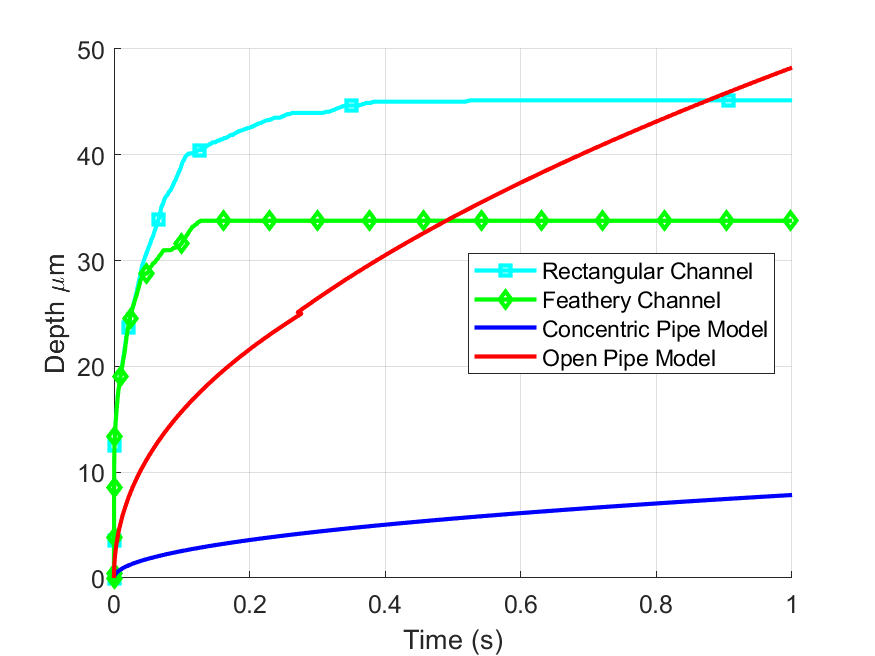 50
40
30
20
10
0
Depth μm
0
0.2
0.4
0.6
0.8
1
Time (s)
Rectangular Channel
Feathery Channel
Concentric Pipe Model
Open Pipe Model